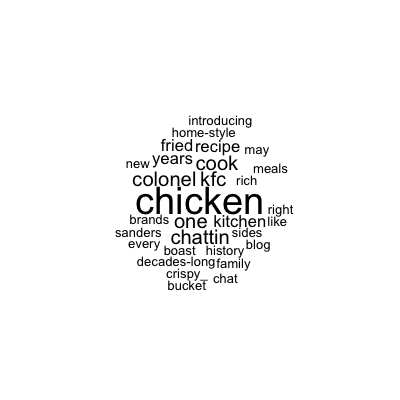 introducing
home-style
fried recipe may
new years cook meals
colonel kfc rich
chicken
right
brands one kitchen like
sanders chattin sides
every boast history blog
decades-long family
crispy_ chat
bucket